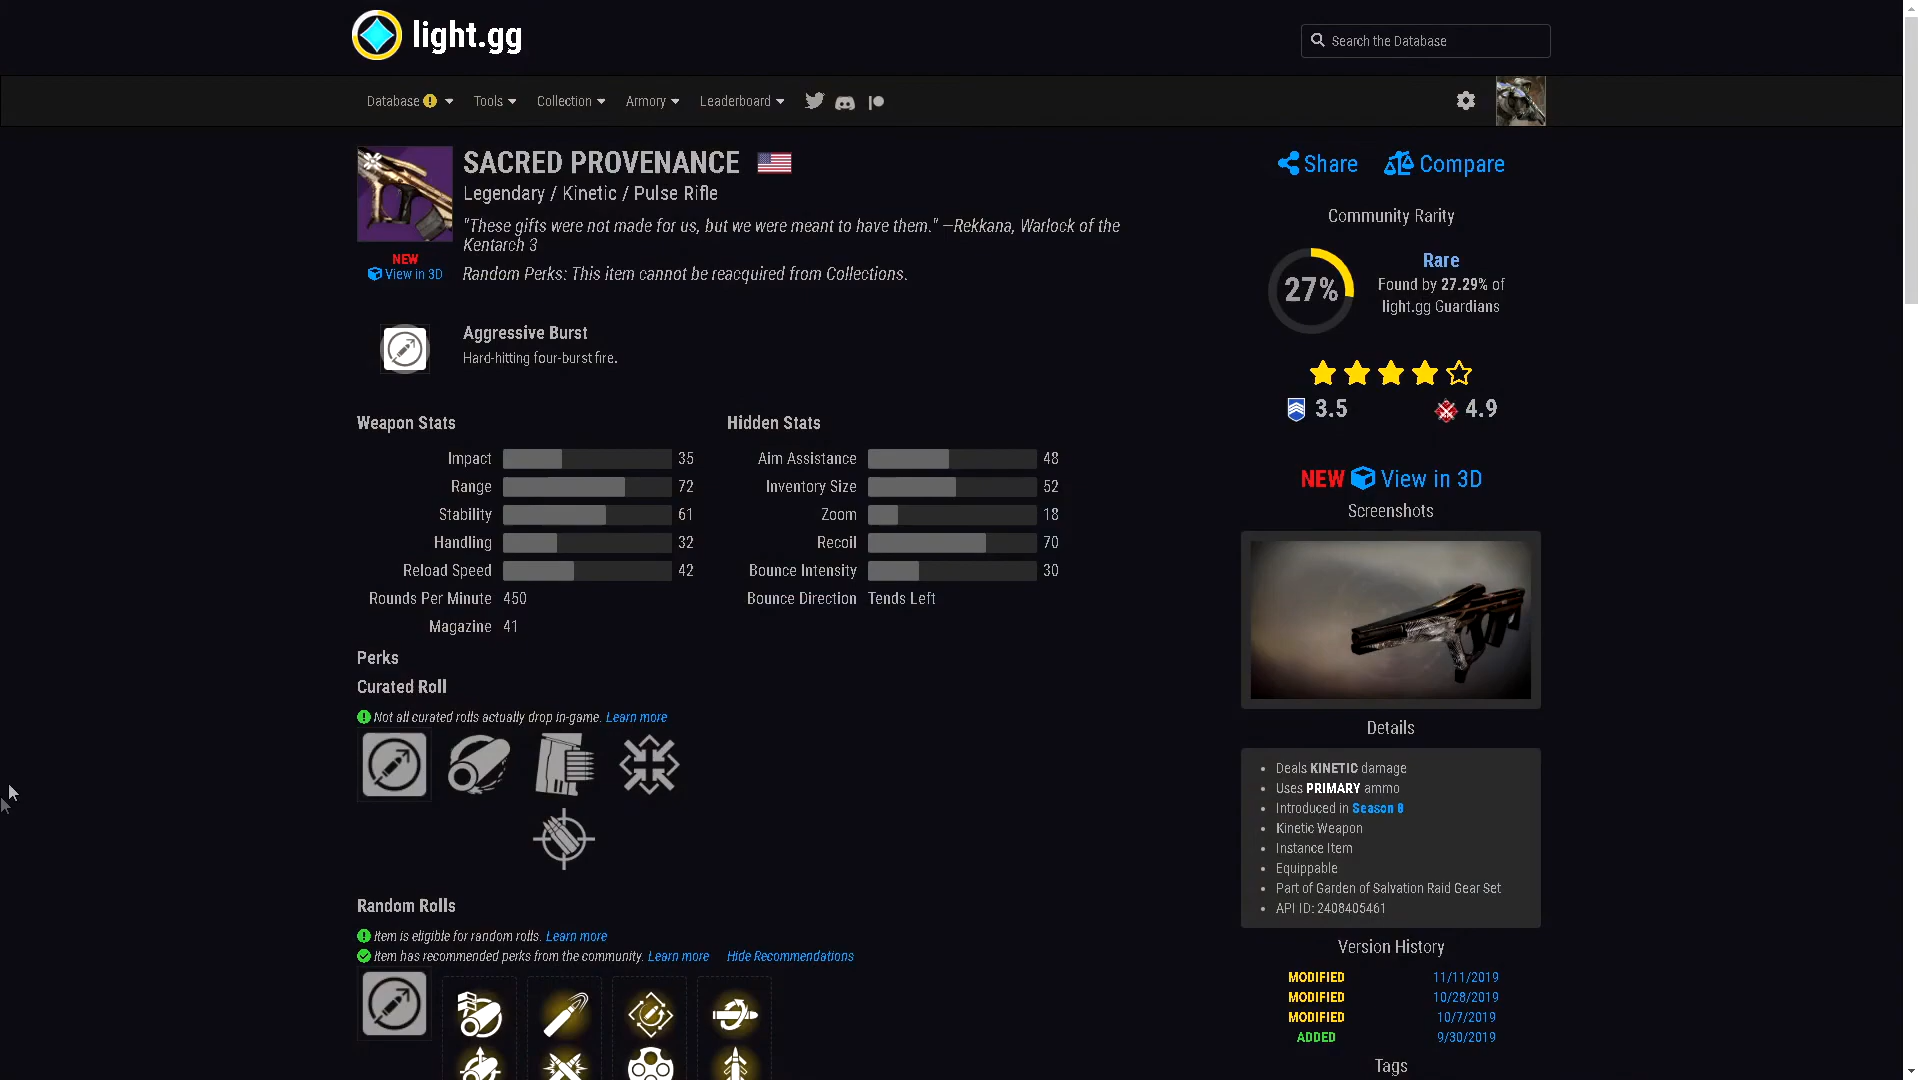 light.gg
Search the Database
Database Tools Collection Armory Leaderboard
SACRED PROVENANCE
Legendary / Kinetic / Pulse Rifle
"These gifts were not made for us, but we were meant to have them." —Rekkana, Warlock of the
Kentarch 3
NEW
View in 3D
Random Perks: This item cannot be reacquired from Collections.
Aggressive Burst
Hard-hitting four-burst fire.
Weapon Stats
Impact 35
Range 72
Stability 61
Handling 32
Reload Speed 42
Rounds Per Minute 450
Magazine 41
Hidden Stats
Aim Assistance 48
Inventory Size 52
Zoom 18
Recoil 70
Bounce Intensity 30
Bounce Direction Tends Left
Perks
Curated Roll
Not all curated rolls actually drop in-game. Learn more
Random Rolls
Item is eligible for random rolls. Learn more
Item has recommended perks from the community. Learn more Hide Recommendations
Share Compare
Community Rarity
27%
Rare
Found by 27.29% of
light.gg Guardians
3.5 4.9
NEW View in 3D
Screenshots
Details
Deals KINETIC damage
Uses PRIMARY ammo
Introduced in Season 8
Kinetic Weapon
Instance Item
Equippable
Part of Garden of Salvation Raid Gear Set
API ID: 2408405461
Version History
MODIFIED 11/11/2019
MODIFIED 10/28/2019
MODIFIED 10/7/2019
ADDED 9/30/2019
Tags